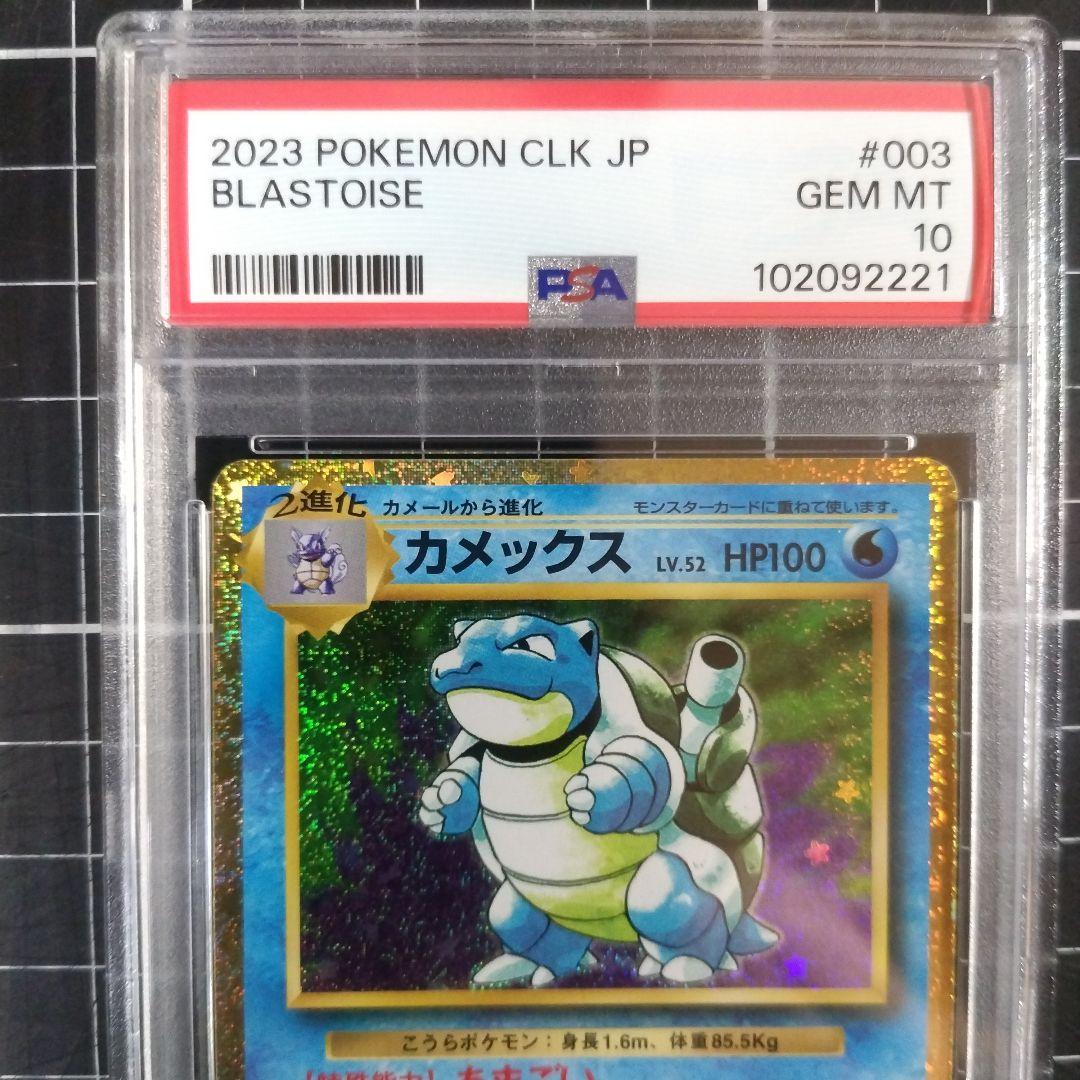 2023 POKEMON CLK JP #003
BLASTOISE GEM MT
10
PSA 102092221
2進化 カメールから進化 モンスターカードに重ねて使います。
カメックス LV.52 HP100
こうらポケモン：身長1.6m、体重85.5Kg